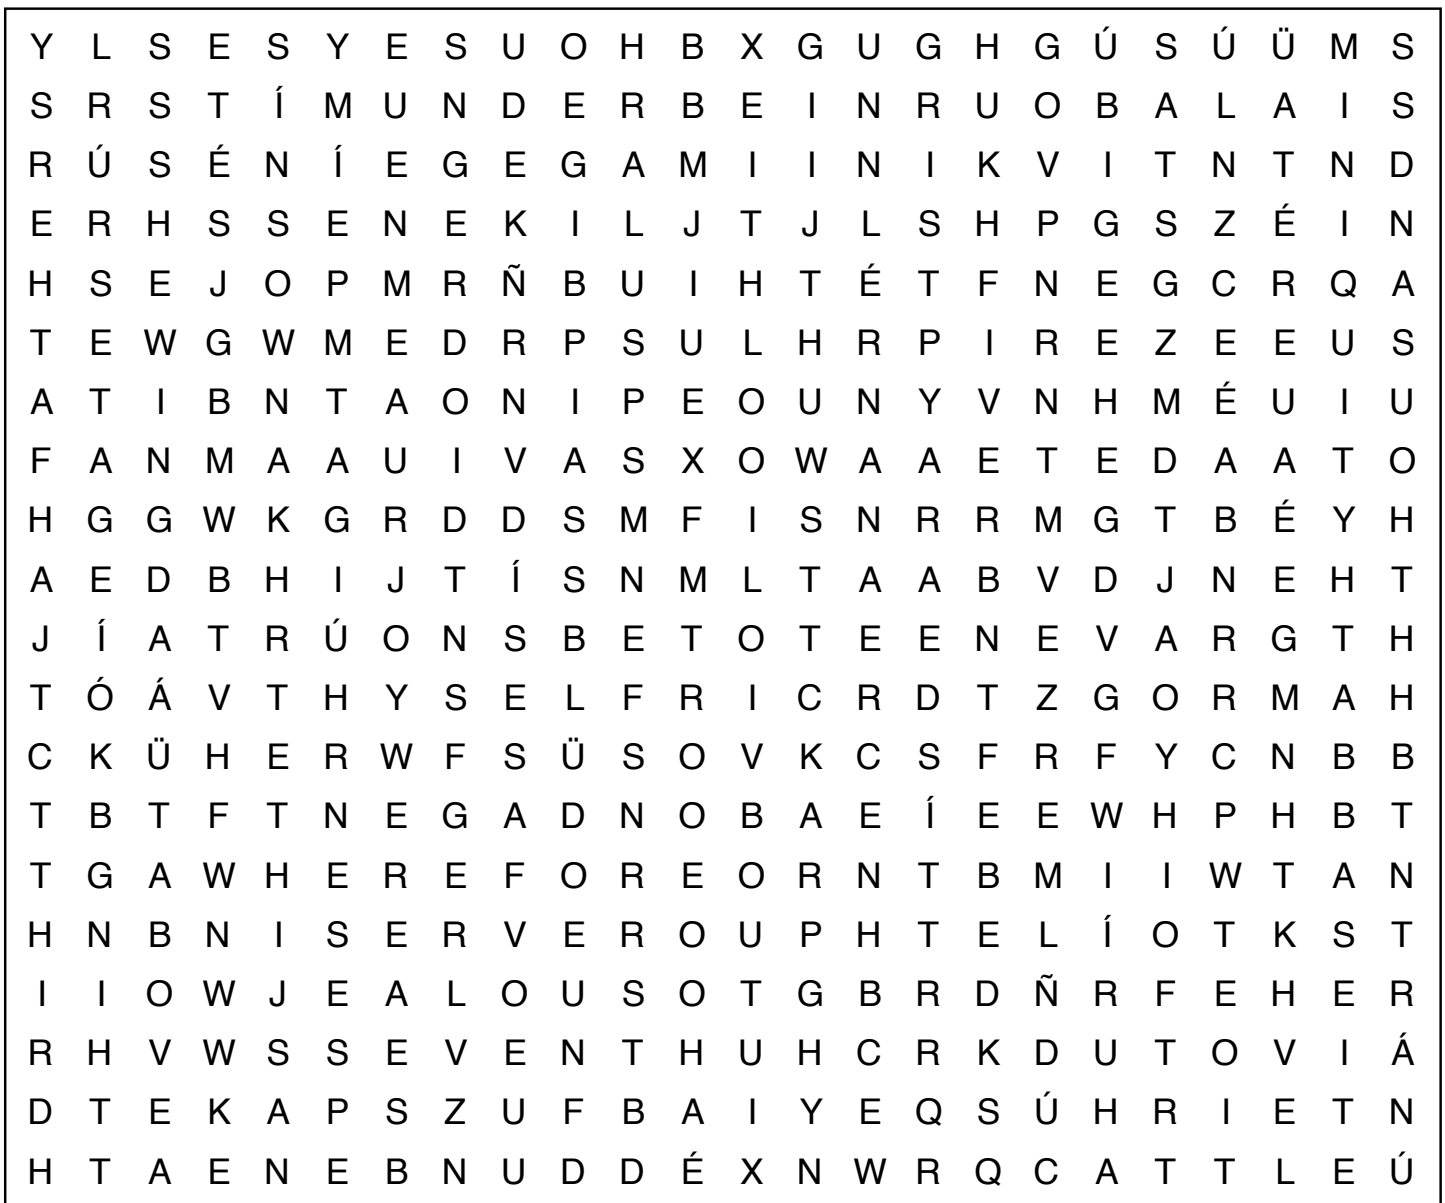 Y L S E S Y E S U O H B X G U G H G Ú S Ú Ü M S
S R S T Í M U N D E R B E I N R U O B A L A I S
R Ú S É N Í E G E G A M I I N I K V I T N T N D
E R H S S E N E K I L J T J L S H P G S Z É I N
H S E J O P M R Ñ B U I H T É T F N E G C R Q A
T E W G W M E D R P S U L H R P I R E Z E E U S
A T I B N T A O N I P E O U N Y V N H M É U I U
F A N M A A U I V A S X O W A A E T E D A A T O
H G G W K G R D D S M F I S N R R M G T B É Y H
A E D B H I J T Í S N M L T A A B V D J N E H T
J Í A T R Ú O N S B E T O T E E N E V A R G T H
T Ó Á V T H Y S E L F R I C R D T Z G O R M A H
C K Ü H E R W F S Ü S O V K C S F R F Y C N B B
T B T F T N E G A D N O B A E Í E E W H P H B T
T G A W H E R E F O R E O R N T B M I I W T A N
H N B N I S E R V E R O U P H T E L Í O T K S T
I I O W J E A L O U S O T G B R D Ñ R F E H E R
R H V W S S E V E N T H U H C R K D U T O V I Á
D T E K A P S Z U F B A I Y E Q S Ú H R I E T N
H T A E N E B N U D D É X N W R Q C A T T L E Ú